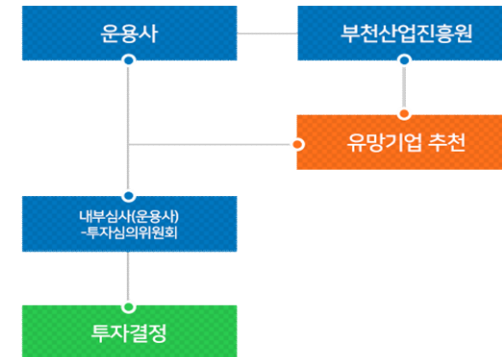 운용사
부천산업진흥원
유망기업 추천
내부심사(운용사)
-투자심의위원회
투자결정